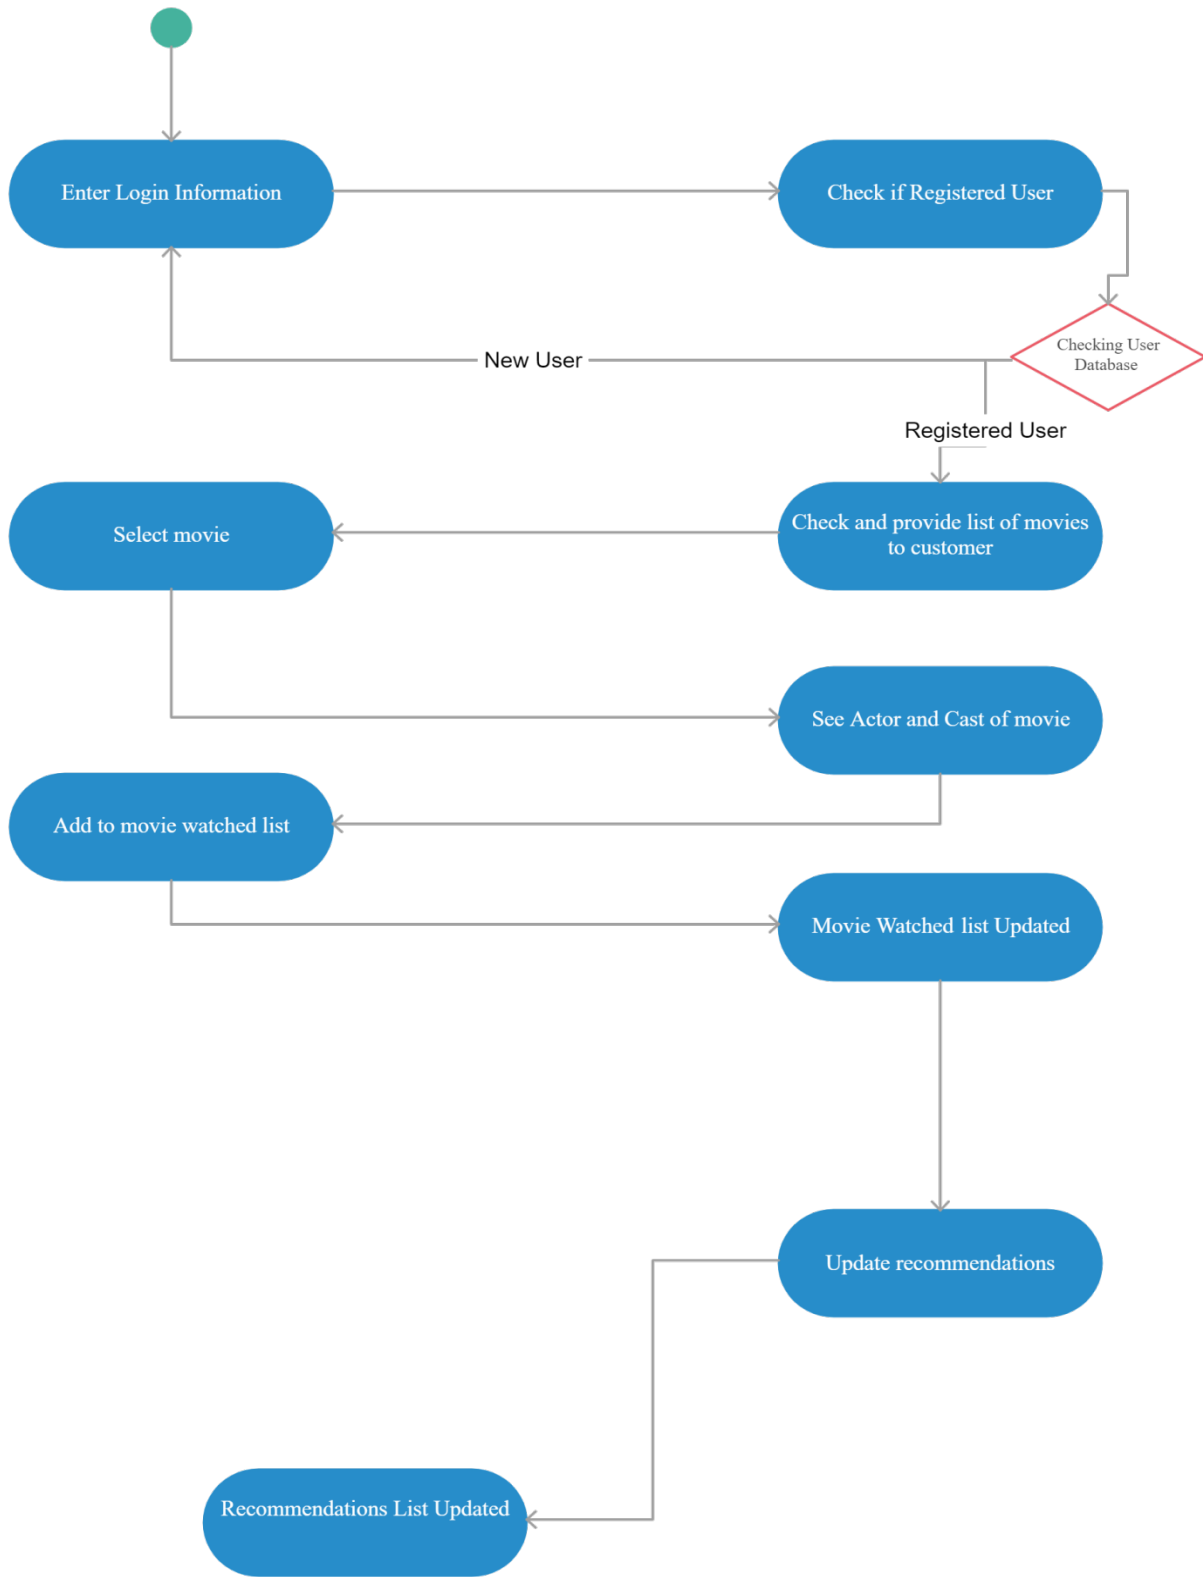 Enter Login Information
Check if Registered User
Checking User
Database
New User
Registered User
Select movie
Check and provide list of movies
to customer
See Actor and Cast of movie
Add to movie watched list
Movie Watched list Updated
Update recommendations
Recommendations List Updated